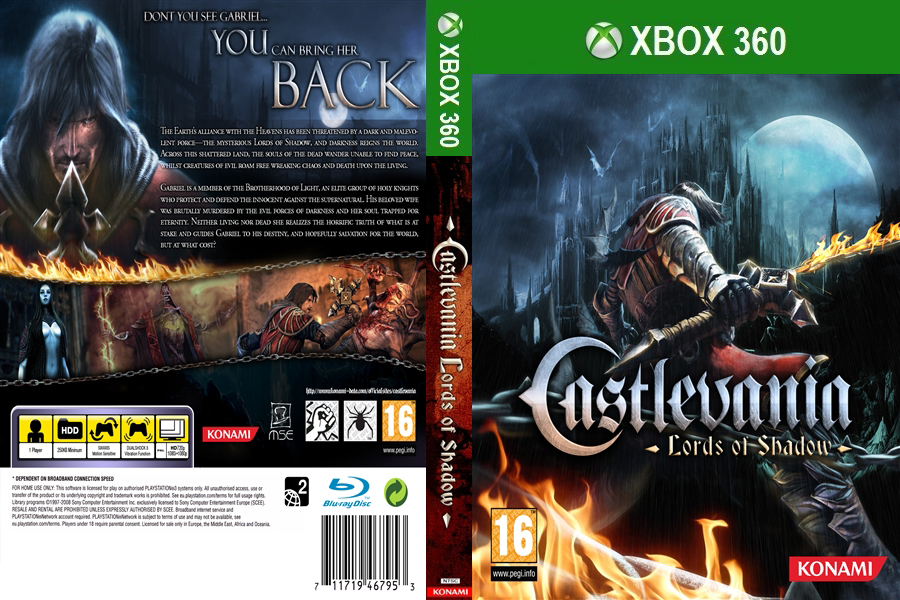 DON'T YOU SEE GABRIEL...
YOU CAN BRING HER
BACK
THE EARTH'S ALLIANCE WITH THE HEAVENS HAS BEEN THREATENED BY A DARK AND MALEVO-
LENT FORCE—THE MYSTERIOUS LORDS OF SHADOW, AND DARKNESS REIGNS THE WORLD.
ACROSS THIS SHATTERED LAND, THE SOULS OF THE DEAD WANDER UNABLE TO FIND PEACE,
WHILST CREATURES OF EVIL ROAM FREE WREAKING CHAOS AND DEATH UPON THE LIVING.
GABRIEL IS A MEMBER OF THE BROTHERHOOD OF LIGHT, AN ELITE GROUP OF HOLY KNIGHTS
WHO PROTECT AND DEFEND THE INNOCENT AGAINST THE SUPERNATURAL. HIS BELOVED WIFE
WAS BRUTALLY MURDERED BY THE EVIL FORCES OF DARKNESS AND HER SOUL TRAPPED FOR
ETERNITY. NEITHER LIVING NOR DEAD SHE REALIZES THE HORRIFIC TRUTH OF WHAT IS AT
STAKE AND GUIDES GABRIEL TO HIS DESTINY, AND HOPEFULLY SALVATION FOR THE WORLD,
BUT AT WHAT COST?
1 Player
HDD
250KB Minimum
SIXAXIS
Motion Sensitive
DUALSHOCK 3
Vibration Function
PAL
HD720p
KONAMI
MSE
16
www.pegi.info
* DEPENDENT ON BROADBAND CONNECTION SPEED
FOR HOME USE ONLY: This software is licensed for play on authorised PLAYSTATION3 systems only. All unauthorised access, use or
transfer of the product or its underlying copyright and trademark works is prohibited. See eu.playstation.com/terms for full usage rights.
Library programs ©1997-2008 Sony Computer Entertainment Inc. exclusively licensed to Sony Computer Entertainment Europe (SCEE).
RESALE AND RENTAL ARE PROHIBITED UNLESS EXPRESSLY AUTHORISED BY SCEE. Broadband internet service and
PLAYSTATIONNetwork account required. PLAYSTATIONNetwork is subject to terms of use and may not be available, see
eu.playstation.com/terms. Players under 18 require parental consent. Licensed for sale only in Europe, the Middle East, Africa and Oceania.
2
Blu-ray Disc
7 11719 46795 3
XBOX 360
Castlevania Lords of Shadow
NTSC
KONAMI
XBOX 360
Castlevania
Lords of Shadow
16
www.pegi.info
KONAMI